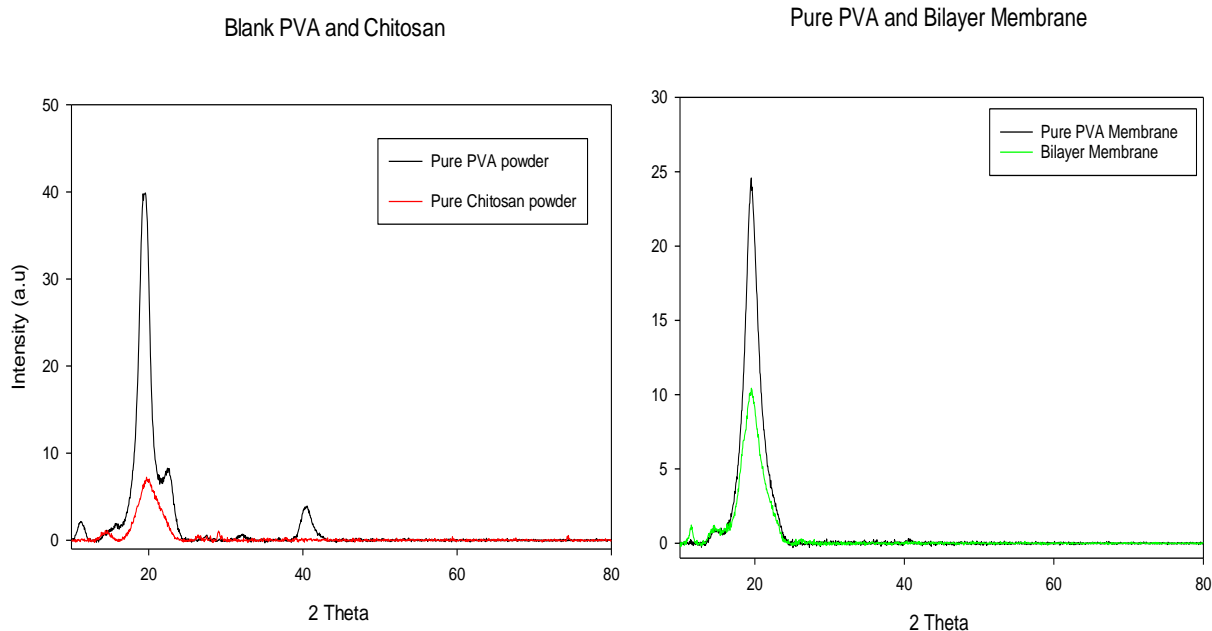 Blank PVA and Chitosan
50
40
30
20
10
0
Intensity (a.u)
Pure PVA powder
Pure Chitosan powder
20
40
60
80
2 Theta
Pure PVA and Bilayer Membrane
30
25
20
15
10
5
0
Pure PVA Membrane
Bilayer Membrane
20
40
60
80
2 Theta